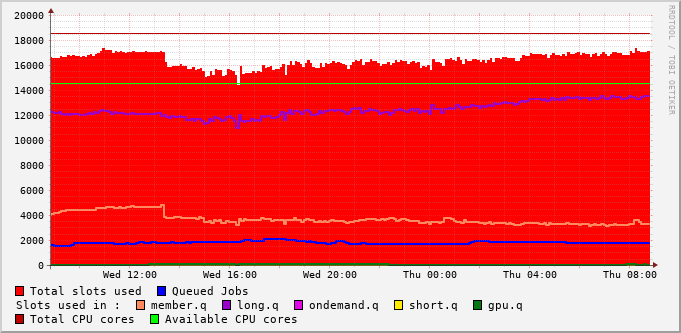 20000
18000
16000
14000
12000
10000
8000
6000
4000
2000
0
Wed 12:00 Wed 16:00 Wed 20:00 Thu 00:00 Thu 04:00 Thu 08:00
RRDTOOL / TOBI OETIKER
Total slots used Queued Jobs
Slots used in : member.q long.q ondemand.q short.q gpu.q
Total CPU cores Available CPU cores